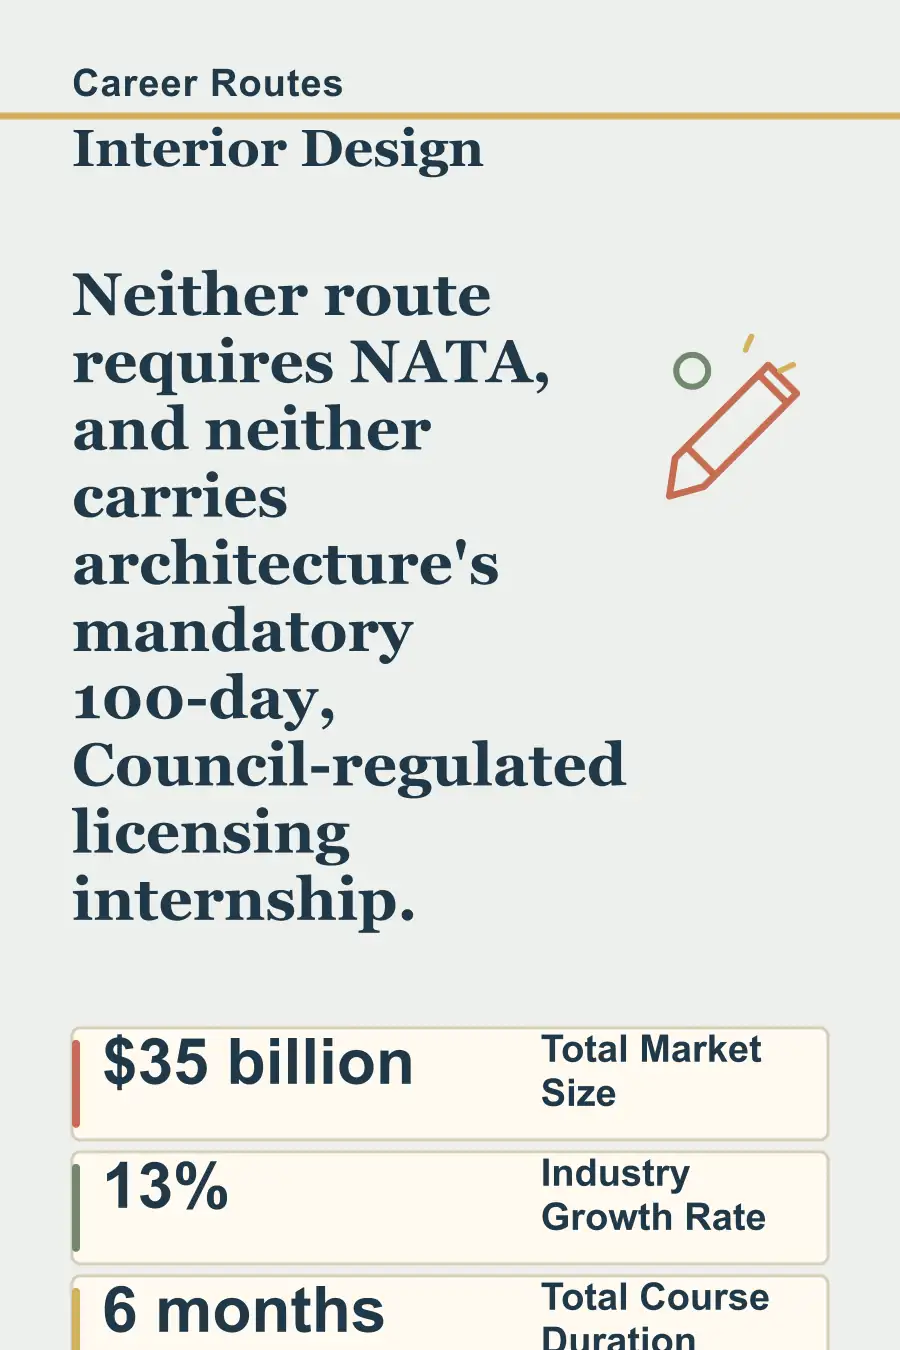 Career Routes
Interior Design
Neither route
requires NATA,
and neither
carries
architecture's
mandatory
100-day,
Council-regulated
licensing
internship.
$35 billion
Total Market
Size
13%
Industry
Growth Rate
6 months
Total Course
Duration